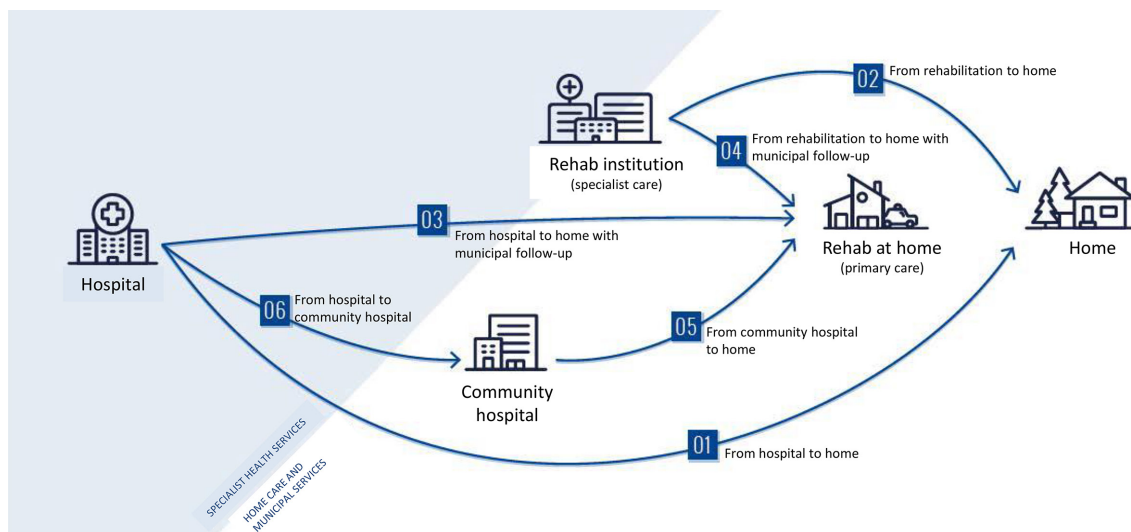 02
From rehabilitation to home
From rehabilitation to home with
municipal follow-up
04
Rehab institution
(specialist care)
03
From hospital to home with
municipal follow-up
Rehab at home
(primary care)
Home
Hospital
06
From hospital to
community hospital
05
From community hospital
to home
Community
hospital
01
From hospital to home
SPECIALIST HEALTH SERVICES
HOME CARE AND
MUNICIPAL SERVICES